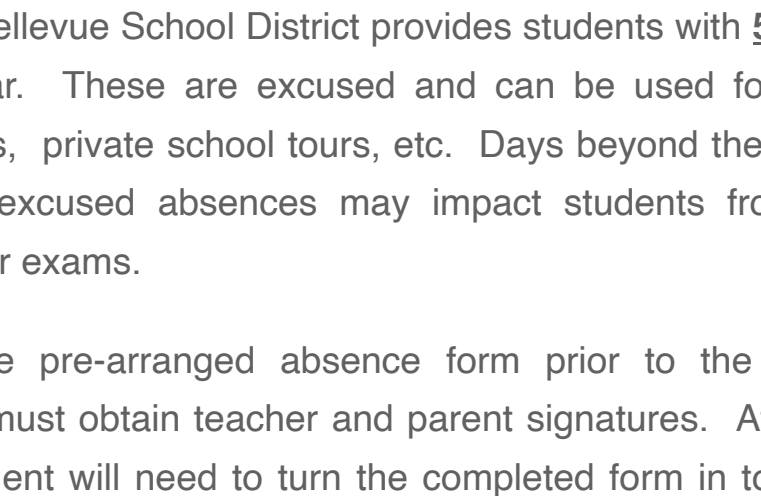 ellevue School District provides students with 5
ar. These are excused and can be used fo
s, private school tours, etc. Days beyond the
excused absences may impact students fro
r exams.
e pre-arranged absence form prior to the
must obtain teacher and parent signatures. A
ent will need to turn the completed form in to